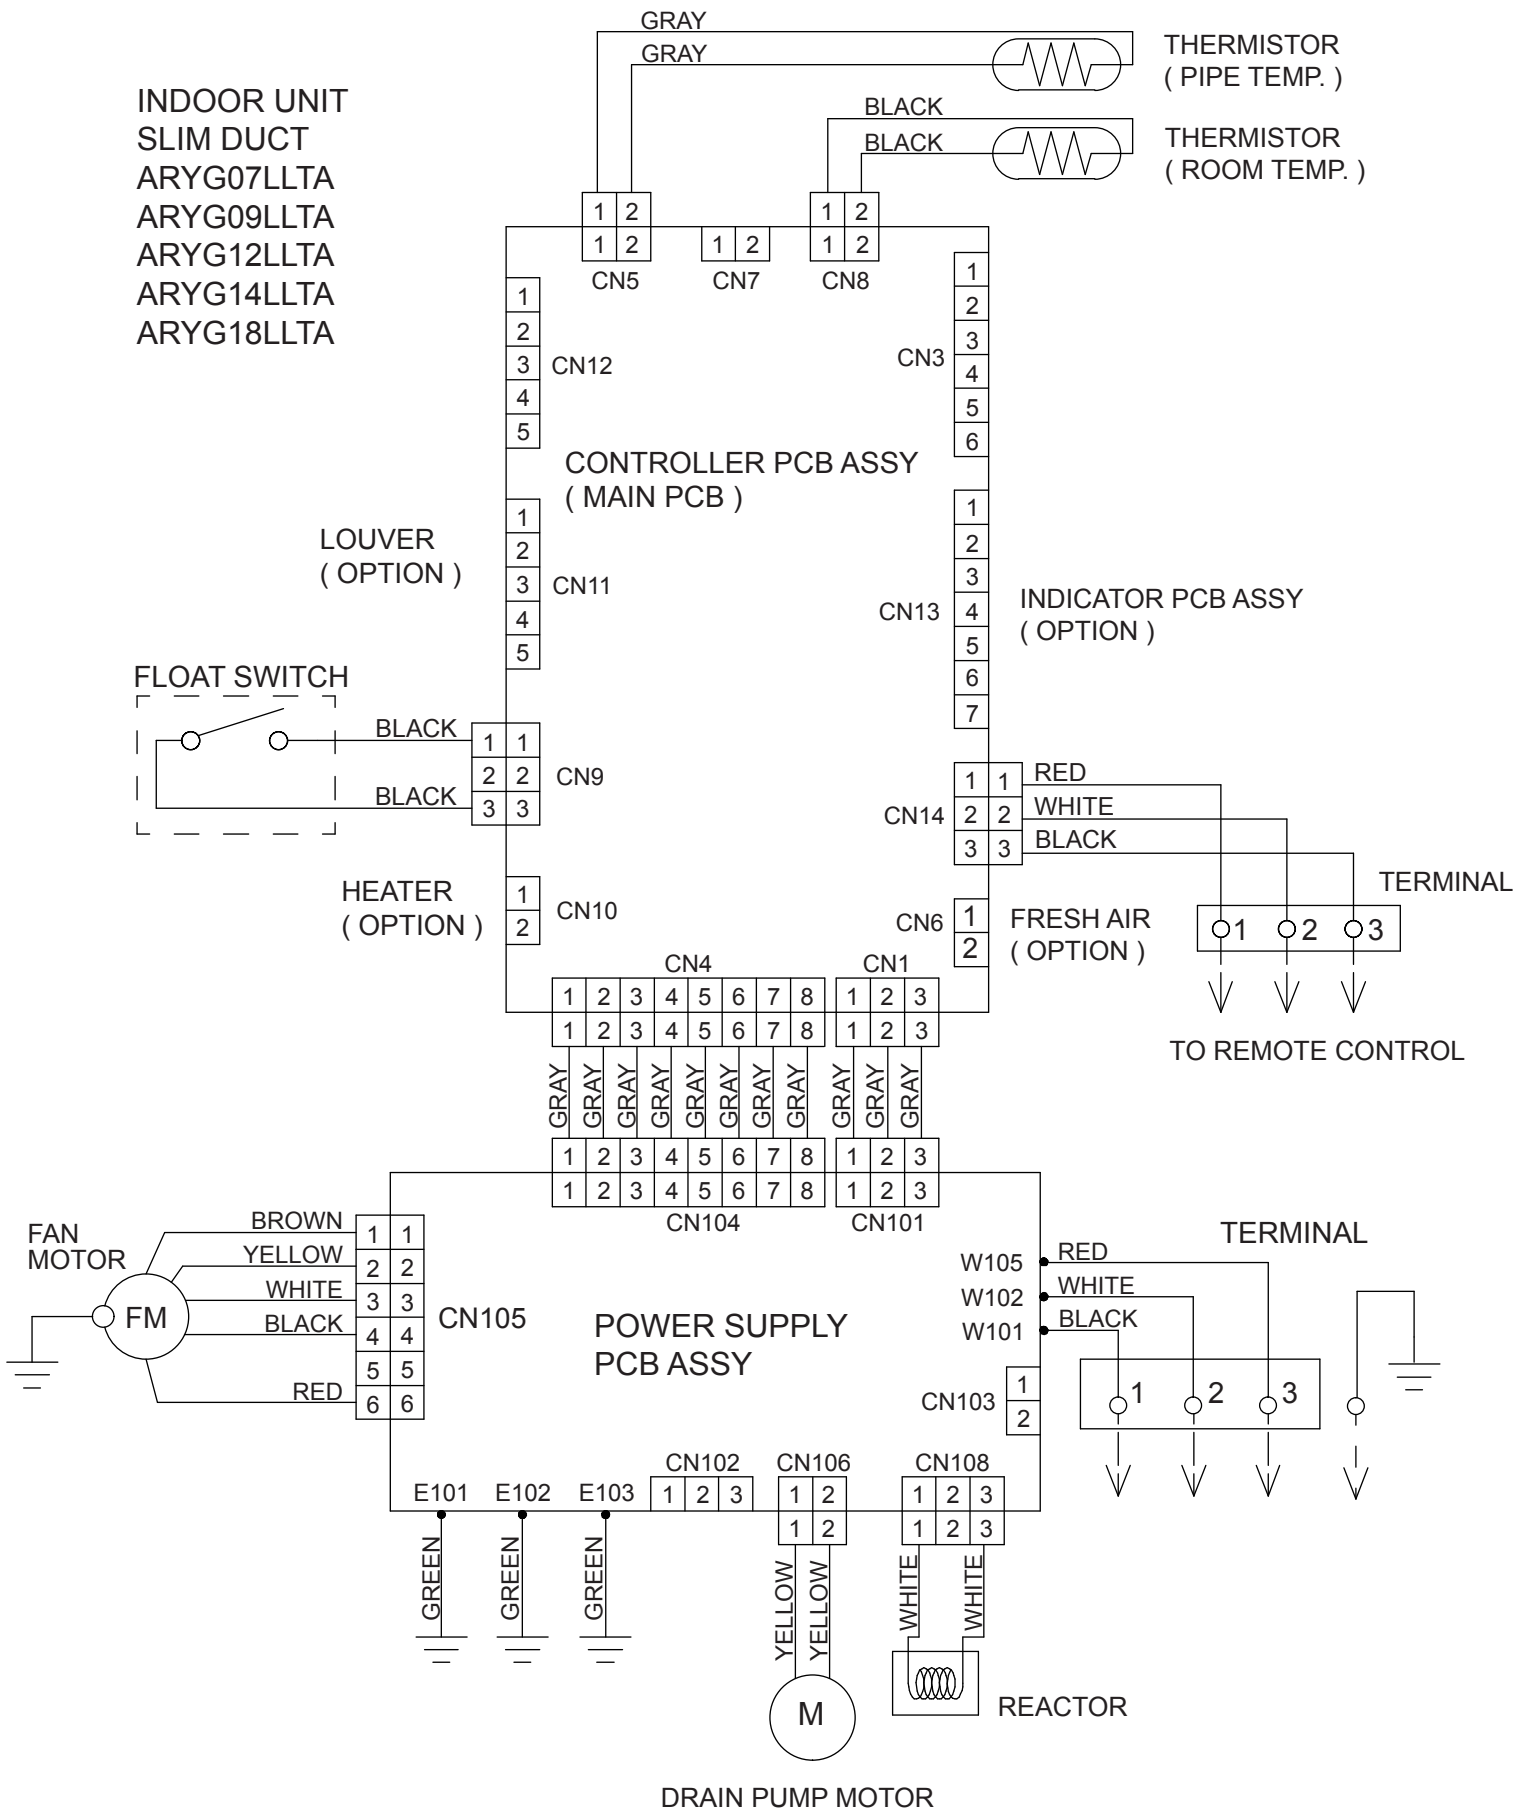 GRAY
GRAY
THERMISTOR
( PIPE TEMP. )
INDOOR UNIT
SLIM DUCT
ARYG07LLTA
ARYG09LLTA
ARYG12LLTA
ARYG14LLTA
ARYG18LLTA
BLACK
BLACK
THERMISTOR
( ROOM TEMP. )
1 2
1 2
CN5
1 2
CN7
1 2
1 2
CN8
1
2
3
4
5
CN12
1
2
3
4
5
6
CN3
CONTROLLER PCB ASSY
( MAIN PCB )
LOUVER
( OPTION )
1
2
3
4
5
CN11
1
2
3
4
5
6
7
CN13
INDICATOR PCB ASSY
( OPTION )
FLOAT SWITCH
BLACK
BLACK
1 1
2 2
3 3
CN9
CN14
1 1
2 2
3 3
RED
WHITE
BLACK
TERMINAL
1 2 3
TO REMOTE CONTROL
HEATER
( OPTION )
1
2
CN10
CN6
1
2
FRESH AIR
( OPTION )
CN4
1 2 3 4 5 6 7 8
1 2 3 4 5 6 7 8
CN1
1 2 3
1 2 3
GRAY GRAY GRAY GRAY GRAY GRAY GRAY GRAY
GRAY GRAY GRAY
1 2 3 4 5 6 7 8
1 2 3 4 5 6 7 8
CN104
1 2 3
1 2 3
CN101
FAN
MOTOR
FM
BROWN
YELLOW
WHITE
BLACK
RED
1 1
2 2
3 3
4 4
5 5
6 6
CN105
POWER SUPPLY
PCB ASSY
W105
W102
W101
RED
WHITE
BLACK
TERMINAL
1 2 3
CN103
1
2
E101 E102 E103
GREEN GREEN GREEN
CN102
1 2 3
CN106
1 2
1 2
YELLOW YELLOW
M
DRAIN PUMP MOTOR
CN108
1 2 3
1 2 3
WHITE WHITE
REACTOR